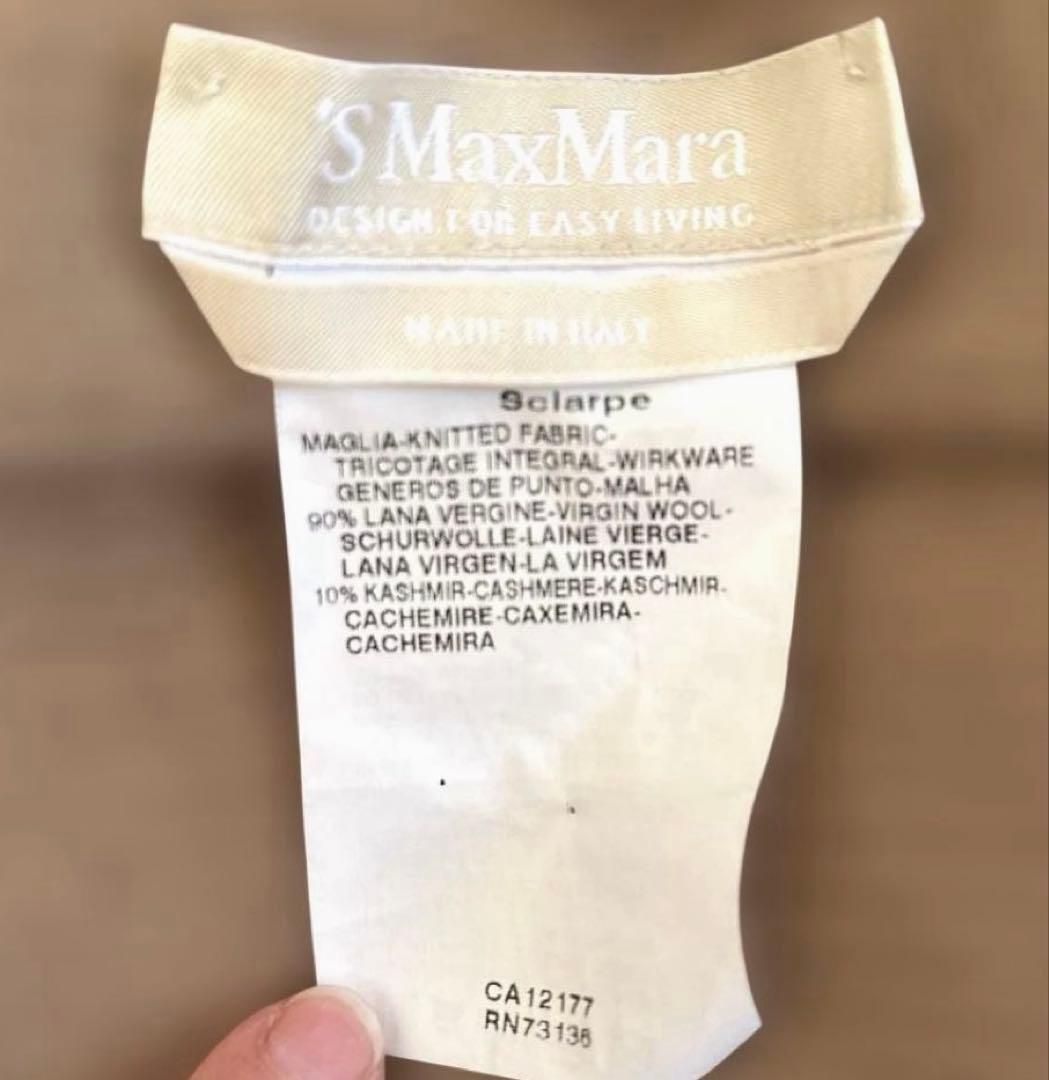 'S MaxMara
DESIGN FOR EASY LIVING
MADE IN ITALY
Sciarpe
MAGLIA-KNITTED FABRIC-
TRICOTAGE INTEGRAL-WIRKWARE
GENEROS DE PUNTO-MALHA
90% LANA VERGINE-VIRGIN WOOL-
SCHURWOLLE-LAINE VIERGE-
LANA VIRGEN-LA VIRGEM
10% KASHMIR-CASHMERE-KASCHMIR-
CACHEMIRE-CAXEMIRA-
CACHEMIRA
CA12177
RN73136